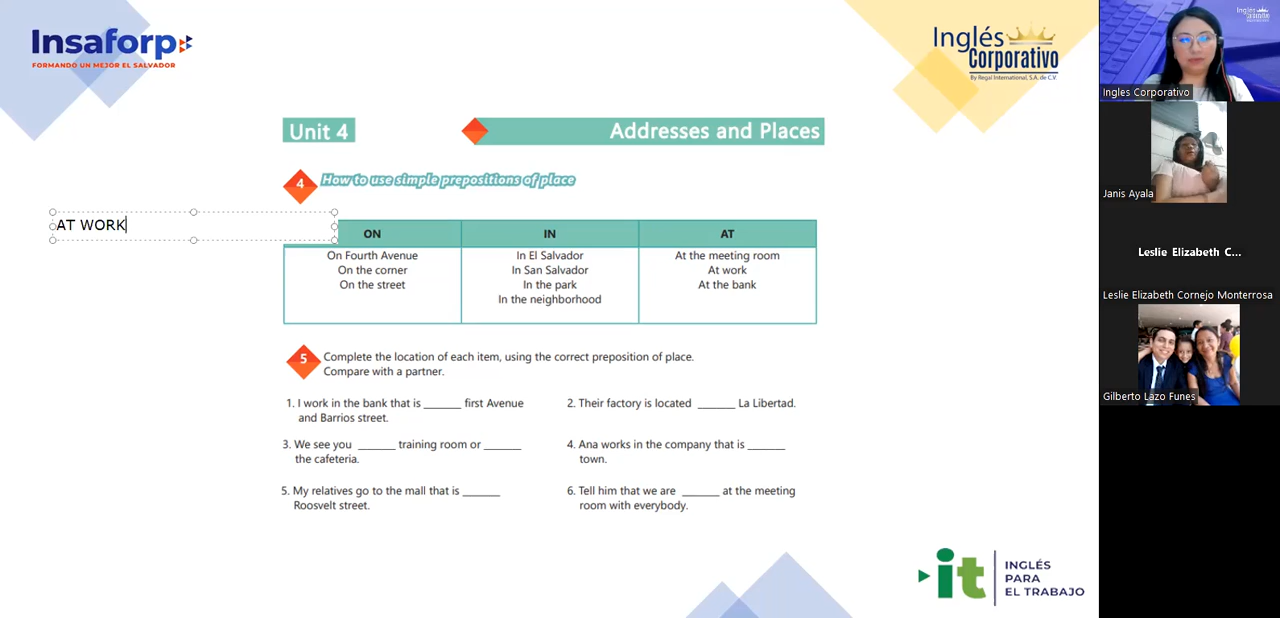 Insaforp
FORMANDO UN MEJOR EL SALVADOR
Inglés
Corporativo
By Regal International, S.A. de C.V.
Unit 4
Addresses and Places
4
How to use simple prepositions of place
AT WORK
ON
IN
AT
On Fourth Avenue
On the corner
On the street
In El Salvador
In San Salvador
In the park
In the neighborhood
At the meeting room
At work
At the bank
5
Complete the location of each item, using the correct preposition of place.
Compare with a partner.
1. I work in the bank that is ______ first Avenue
and Barrios street.
2. Their factory is located ______ La Libertad.
3. We see you ______ training room or ______
the cafeteria.
4. Ana works in the company that is ______
town.
5. My relatives go to the mall that is ______
Roosvelt street.
6. Tell him that we are ______ at the meeting
room with everybody.
it
INGLÉS
PARA
EL TRABAJO
Ingles Corporativo
Janis Ayala
Leslie Elizabeth C...
Leslie Elizabeth Cornejo Monterrosa
Gilberto Lazo Funes